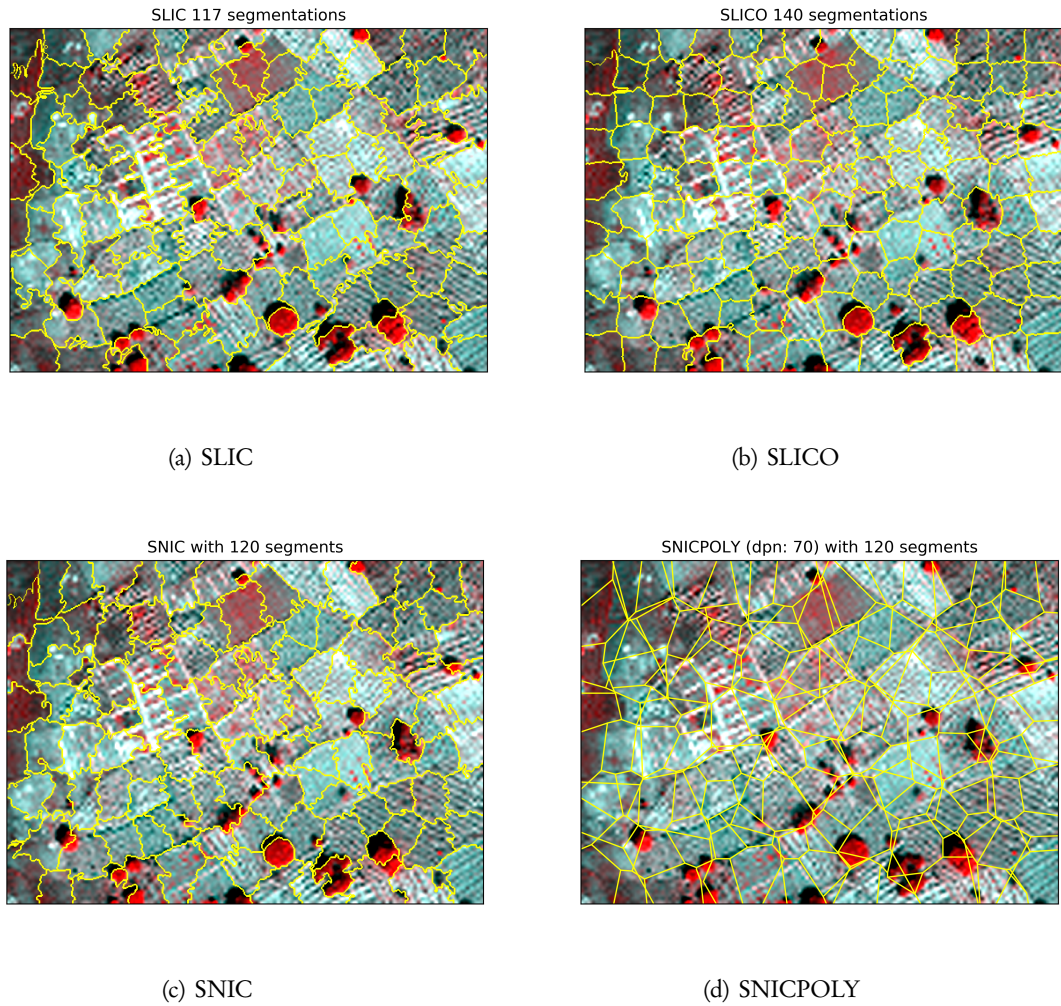 SLIC 117 segmentations
SLICO 140 segmentations
(a) SLIC
(b) SLICO
SNIC with 120 segments
SNICPOLY (dpn: 70) with 120 segments
(c) SNIC
(d) SNICPOLY